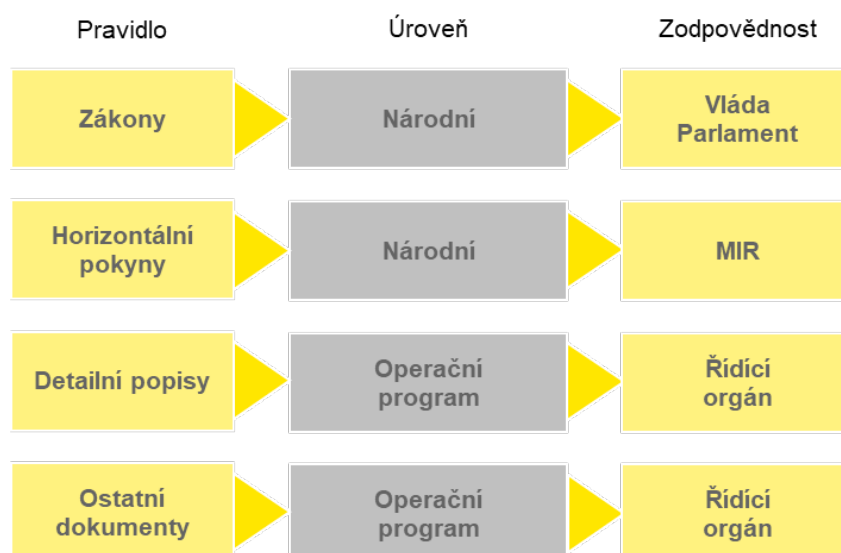 Pravidlo
Úroveň
Zodpovědnost
Zákony
Národní
Vláda
Parlament
Horizontální
pokyny
Národní
MIR
Detailní popisy
Operační
program
Řídící
orgán
Ostatní
dokumenty
Operační
program
Řídící
orgán